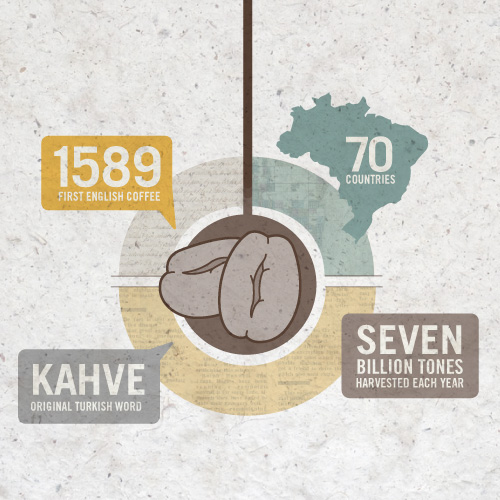 1589
FIRST ENGLISH COFFEE
70
COUNTRIES
SEVEN
BILLION TONES
HARVESTED EACH YEAR
KAHVE
ORIGINAL TURKISH WORD